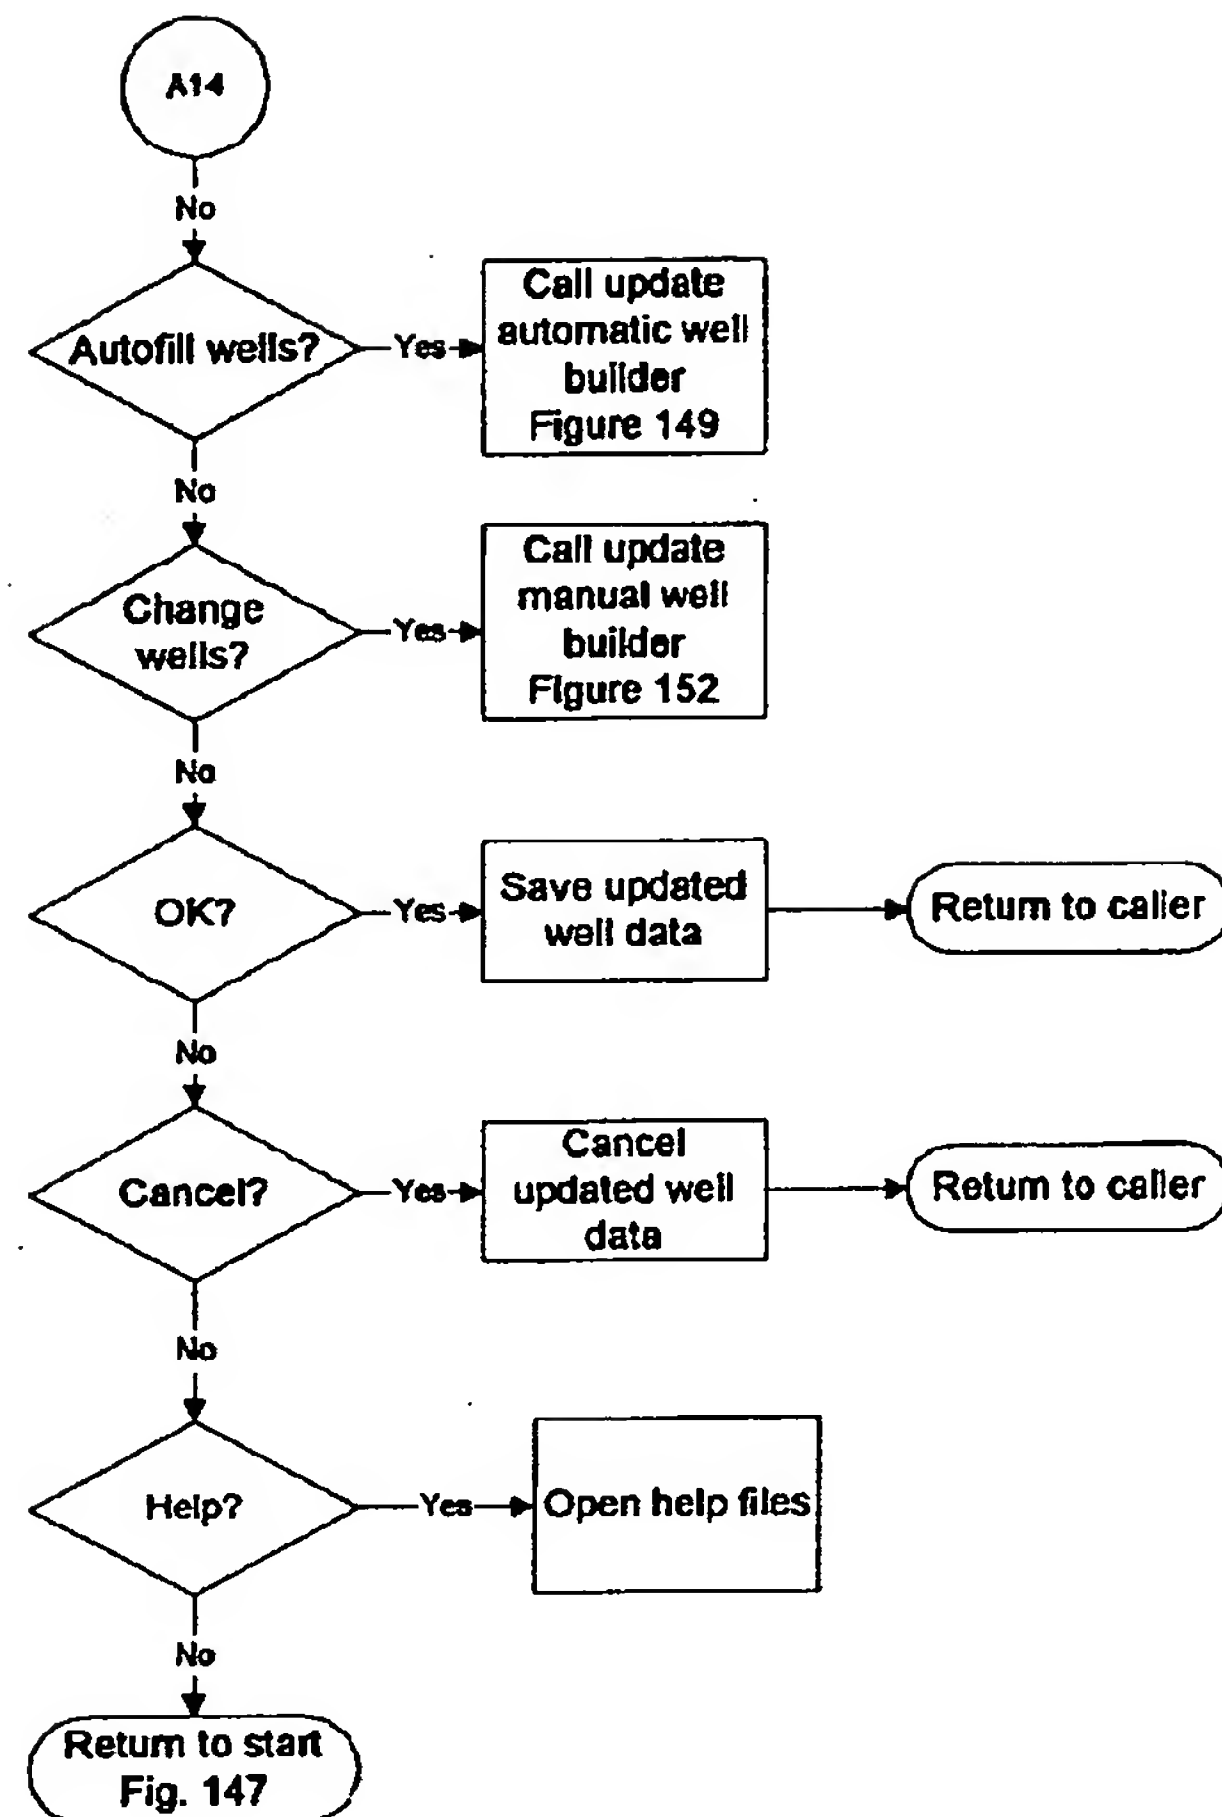 A14
No
Autofill wells?
Yes
Call update
automatic well
builder
Figure 149
No
Change
wells?
Yes
Call update
manual well
builder
Figure 152
No
OK?
Yes
Save updated
well data
Return to caller
No
Cancel?
Yes
Cancel
updated well
data
Return to caller
No
Help?
Yes
Open help files
No
Return to start
Fig. 147